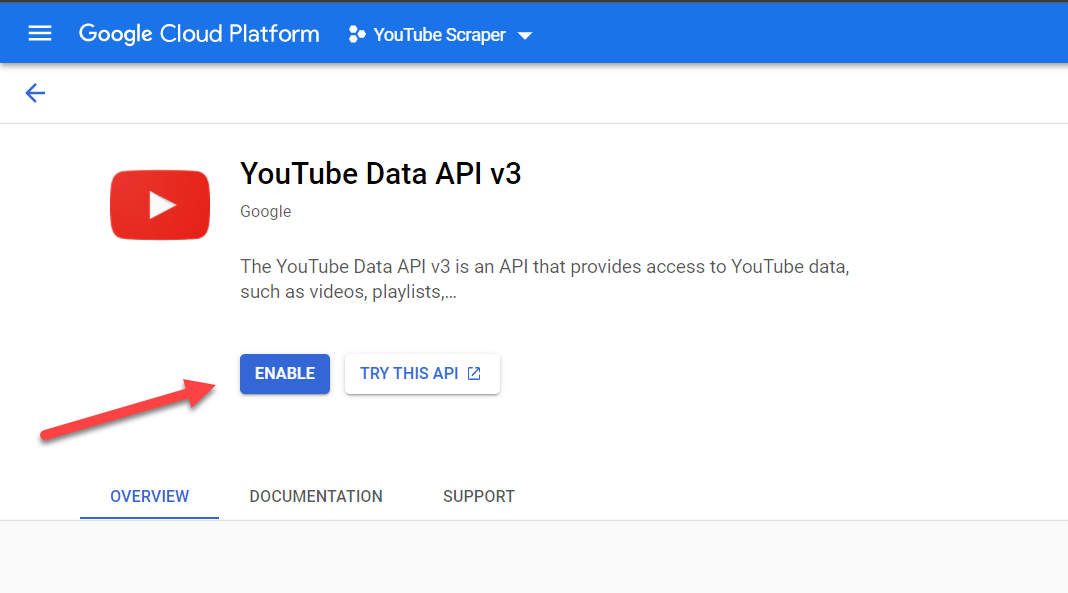 Google Cloud Platform YouTube Scraper
YouTube Data API v3
Google
The YouTube Data API v3 is an API that provides access to YouTube data,
such as videos, playlists,...
ENABLE TRY THIS API
OVERVIEW DOCUMENTATION SUPPORT